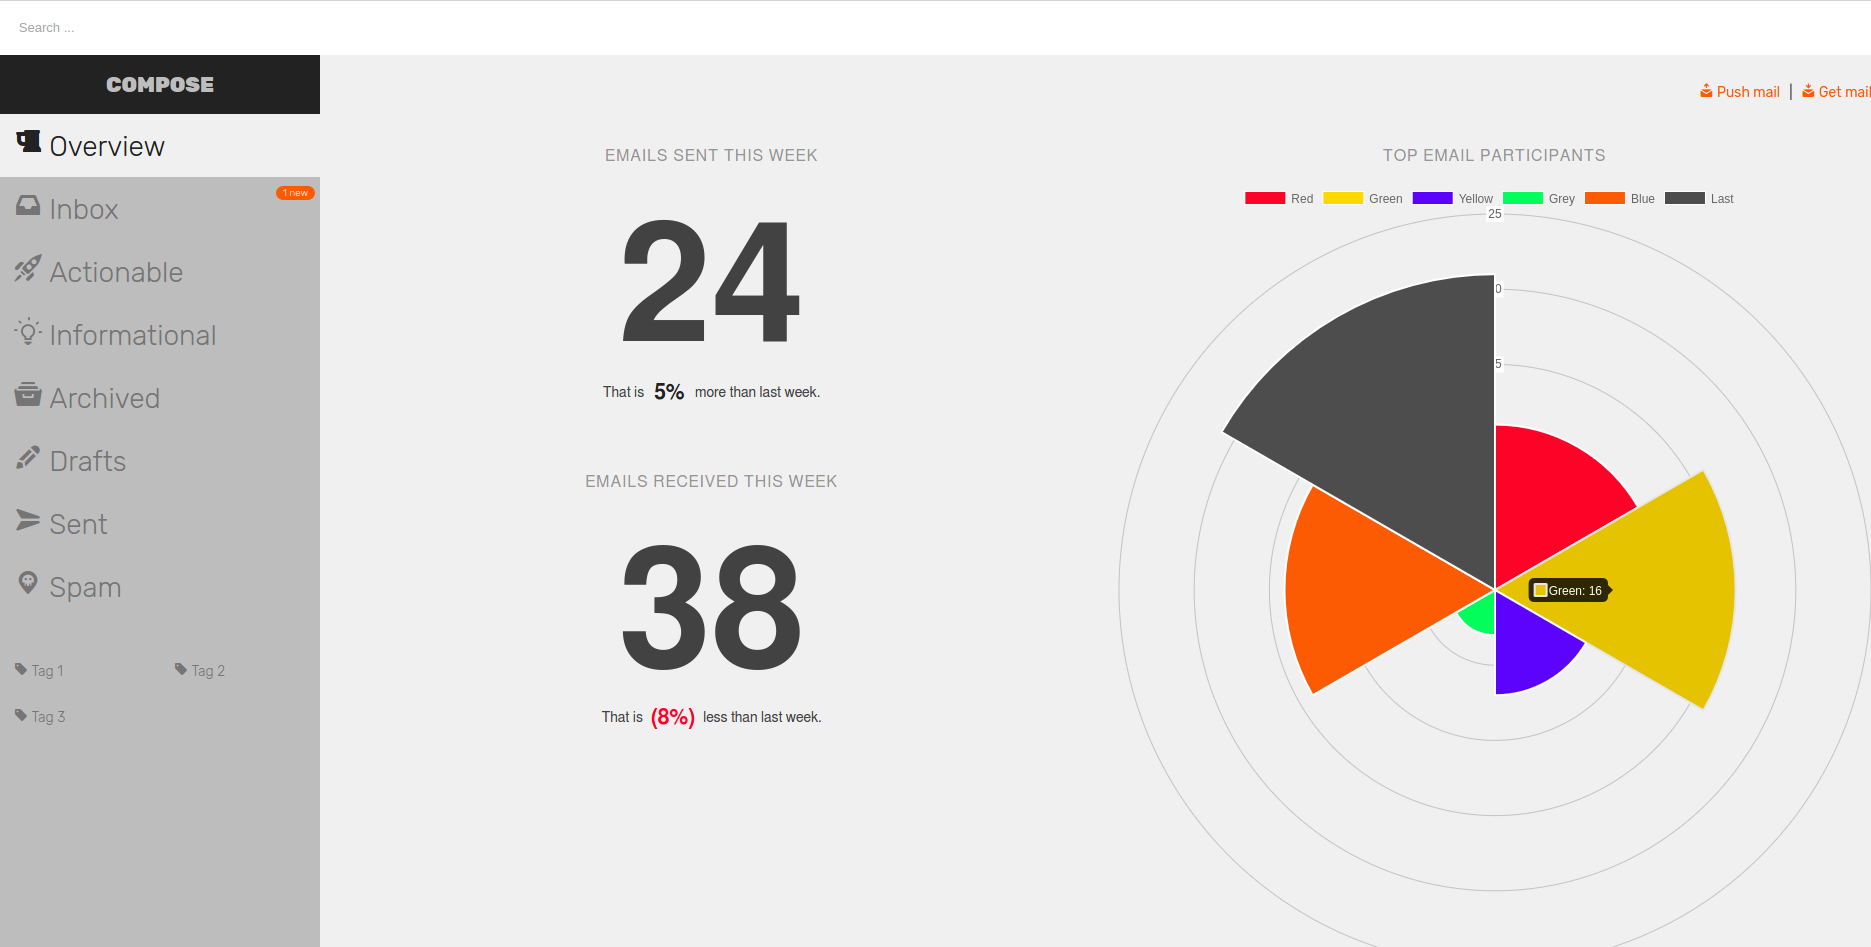 Search ...
COMPOSE
Overview
Inbox
1 new
Actionable
Informational
Archived
Drafts
Sent
Spam
Tag 1
Tag 2
Tag 3
Push mail | Get mail
EMAILS SENT THIS WEEK
24
That is 5% more than last week.
EMAILS RECEIVED THIS WEEK
38
That is (8%) less than last week.
TOP EMAIL PARTICIPANTS
Red Green Yellow Grey Blue Last
25
0
5
Green: 16